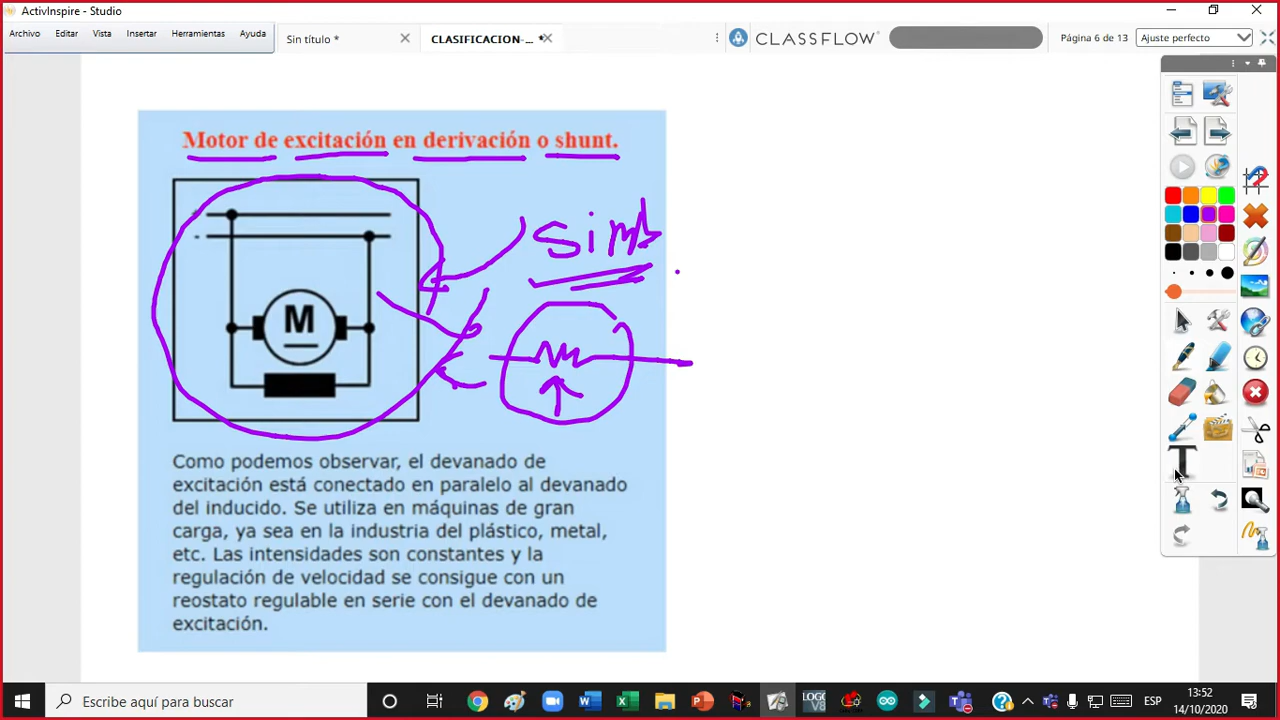 ActivInspire - Studio
Archivo Editar Vista Insertar Herramientas Ayuda
Sin título *
CLASIFICACION-... *
CLASSFLOW
Página 6 de 13
Ajuste perfecto
Motor de excitación en derivación o shunt.
-
M
Simb
Como podemos observar, el devanado de
excitación está conectado en paralelo al devanado
del inducido. Se utiliza en máquinas de gran
carga, ya sea en la industria del plástico, metal,
etc. Las intensidades son constantes y la
regulación de velocidad se consigue con un
reostato regulable en serie con el devanado de
excitación.
T
Escribe aquí para buscar
LOGO
V8
ESP
13:52
14/10/2020